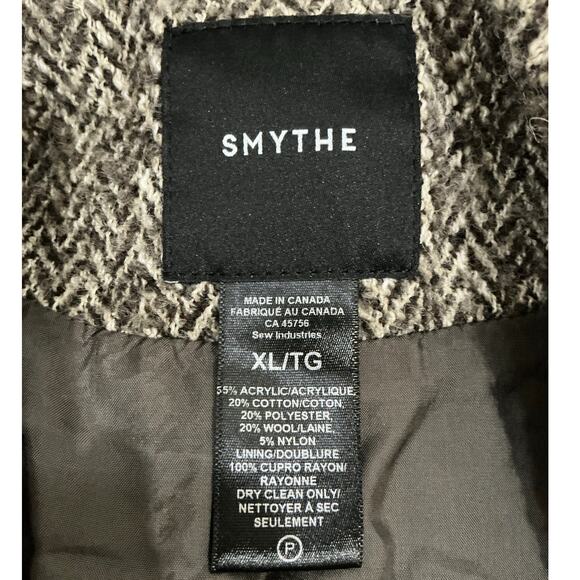 SMYTHE
MADE IN CANADA
FABRIQUÉ AU CANADA
CA 45756
Sew Industries
XL/TG
35% ACRYLIC/ACRYLIQUE,
20% COTTON/COTON,
20% POLYESTER,
20% WOOL/LAINE,
5% NYLON
LINING/DOUBLURE
100% CUPRO RAYON/
RAYONNE
DRY CLEAN ONLY/
NETTOYER À SEC
SEULEMENT
P